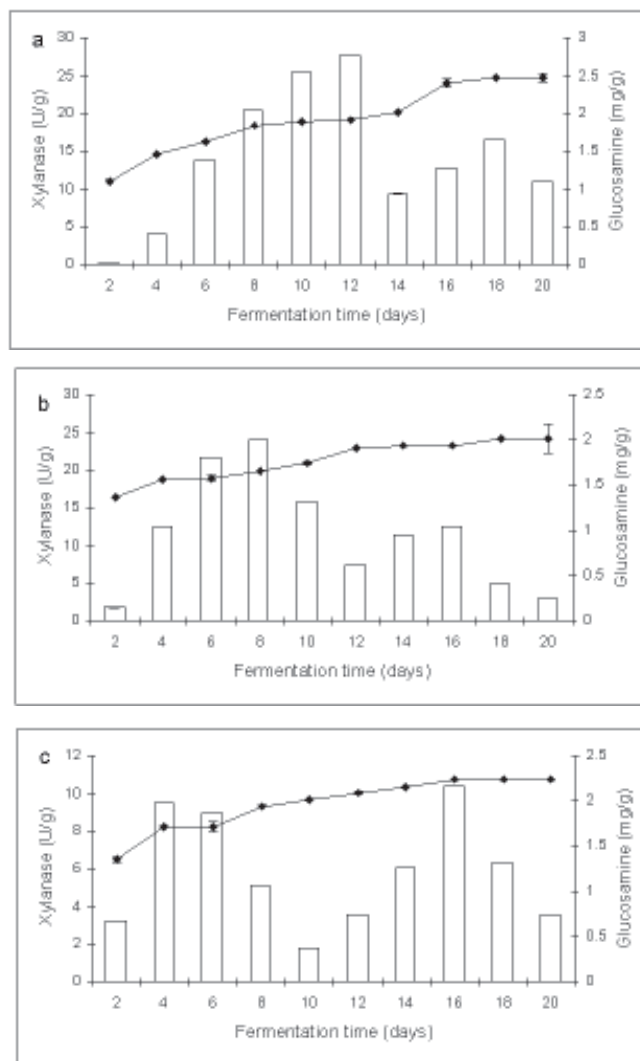 a
30
25
20
15
10
5
0
Xylanase (U/g)
3
2.5
2
1.5
1
0.5
0
Glucosamine (mg/g)
2 4 6 8 10 12 14 16 18 20
Fermentation time (days)
b
30
25
20
15
10
5
0
Xylanase (U/g)
2.5
2
1.5
1
0.5
0
Glucosamine (mg/g)
2 4 6 8 10 12 14 16 18 20
Fermentation time (days)
c
12
10
8
6
4
2
0
Xylanase (U/g)
2.5
2
1.5
1
0.5
0
Glucosamine (mg/g)
2 4 6 8 10 12 14 16 18 20
Fermentation time (days)